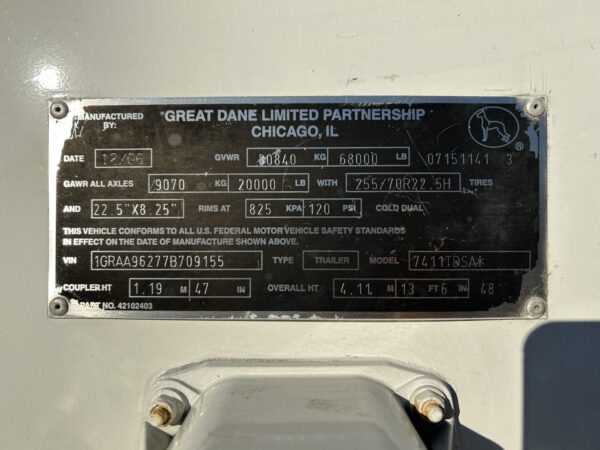 MANUFACTURED BY: GREAT DANE LIMITED PARTNERSHIP
CHICAGO, IL
®
DATE 12/06 GVWR 30840 KG 68000 LB 07151141 3
GAWR ALL AXLES 9070 KG 20000 LB WITH 255/70R22.5H TIRES
AND 22.5"X8.25" RIMS AT 825 KPA 120 PSI COLD DUAL
THIS VEHICLE CONFORMS TO ALL U.S. FEDERAL MOTOR VEHICLE SAFETY STANDARDS
IN EFFECT ON THE DATE OF MANUFACTURE SHOWN ABOVE.
VIN 1GRAA96277B709155 TYPE TRAILER MODEL 7411TDSA*
COUPLER HT 1.19 M 47 IN OVERALL HT 4.11 M 13 FT 6 IN 48
PART NO. 42102403